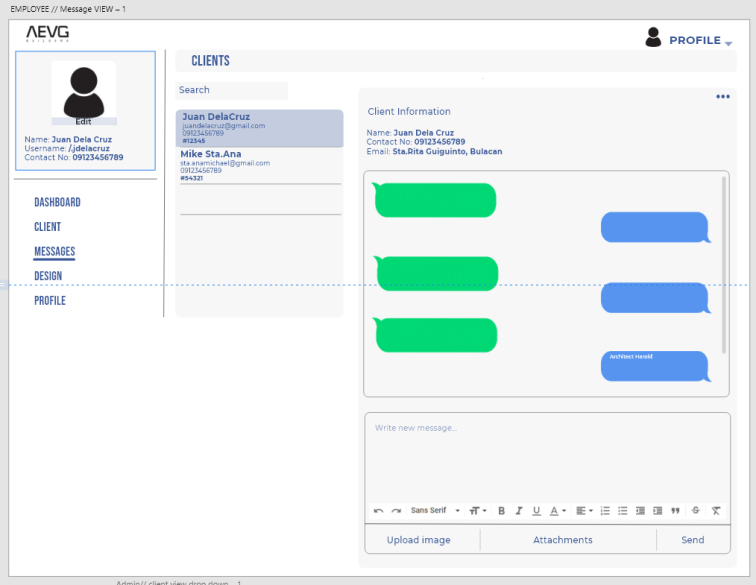 EMPLOYEE // Message VIEW – 1
AEVG
BUILDERS
PROFILE
Edit
Name: Juan Dela Cruz
Username: /.jdelacruz
Contact No: 09123456789
DASHBOARD
CLIENT
MESSAGES
DESIGN
PROFILE
CLIENTS
Search
Juan DelaCruz
juandelacruz@gmail.com
09123456789
#12345
Mike Sta.Ana
sta.anamichael@gmail.com
09123456789
#54321
Client Information
Name: Juan Dela Cruz
Contact No: 09123456789
Email: Sta.Rita Guiguinto, Bulacan
Architect Herold
Write new message...
Sans Serif
Upload image
Attachments
Send
Admin// client view drop down – 1